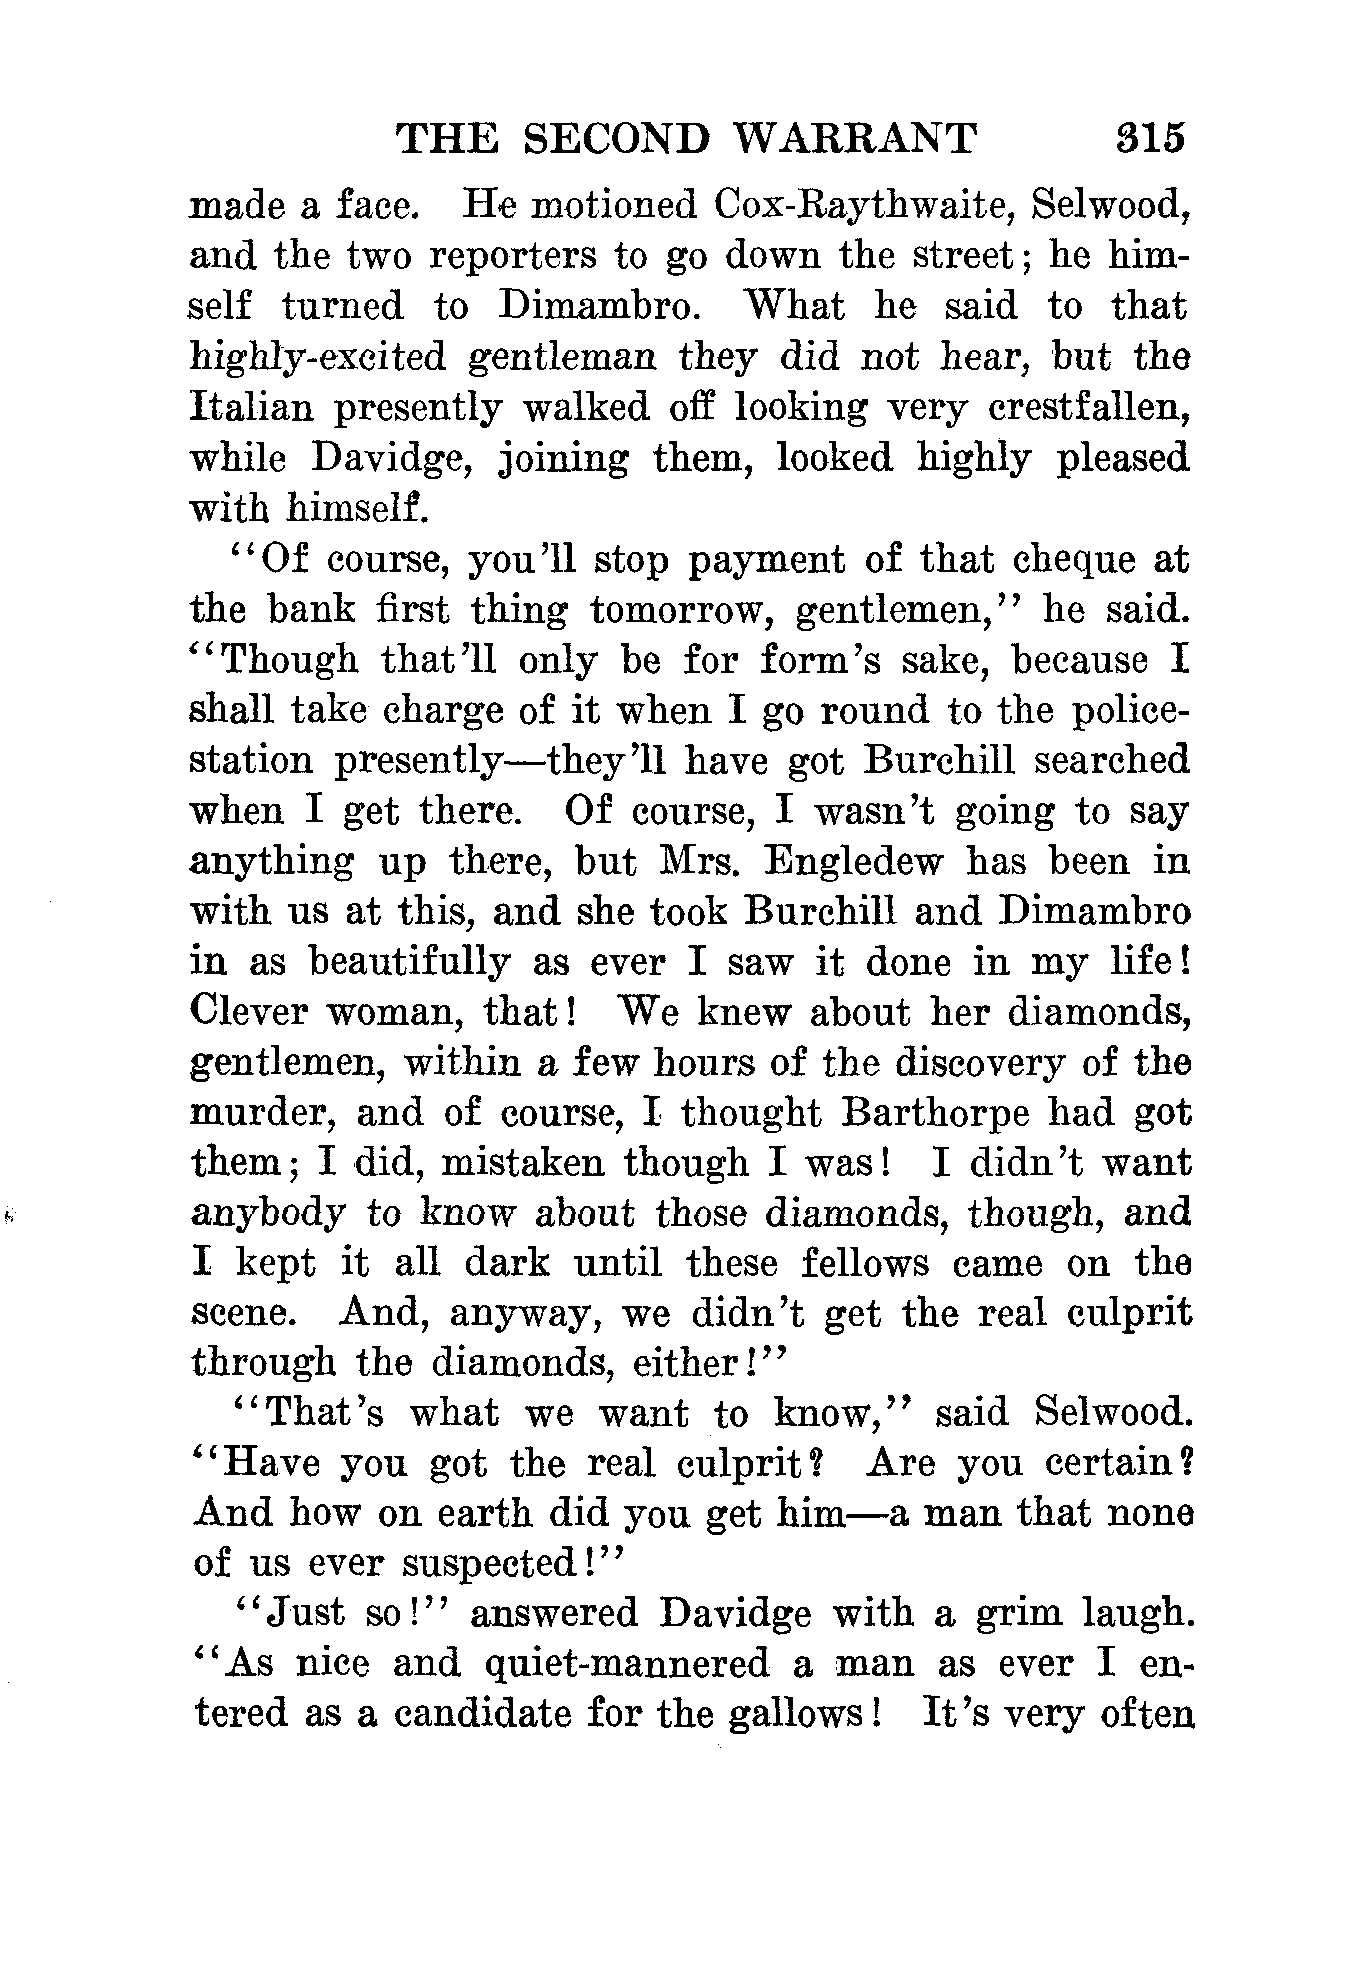 THE SECOND WARRANT 315
made a face. He motioned Cox-Raythwaite, Selwood,
and the two reporters to go down the street; he him-
self turned to Dimambro. What he said to that
highly-excited gentleman they did not hear, but the
Italian presently walked off looking very crestfallen,
while Davidge, joining them, looked highly pleased
with himself.
"Of course, you'll stop payment of that cheque at
the bank first thing tomorrow, gentlemen," he said.
"Though that'll only be for form's sake, because I
shall take charge of it when I go round to the police-
station presently—they'll have got Burchill searched
when I get there. Of course, I wasn't going to say
anything up there, but Mrs. Engledew has been in
with us at this, and she took Burchill and Dimambro
in as beautifully as ever I saw it done in my life!
Clever woman, that! We knew about her diamonds,
gentlemen, within a few hours of the discovery of the
murder, and of course, I thought Barthorpe had got
them; I did, mistaken though I was! I didn't want
anybody to know about those diamonds, though, and
I kept it all dark until these fellows came on the
scene. And, anyway, we didn't get the real culprit
through the diamonds, either!"
"That's what we want to know," said Selwood.
"Have you got the real culprit? Are you certain?
And how on earth did you get him—a man that none
of us ever suspected!"
"Just so!" answered Davidge with a grim laugh.
"As nice and quiet-mannered a man as ever I en-
tered as a candidate for the gallows! It's very often